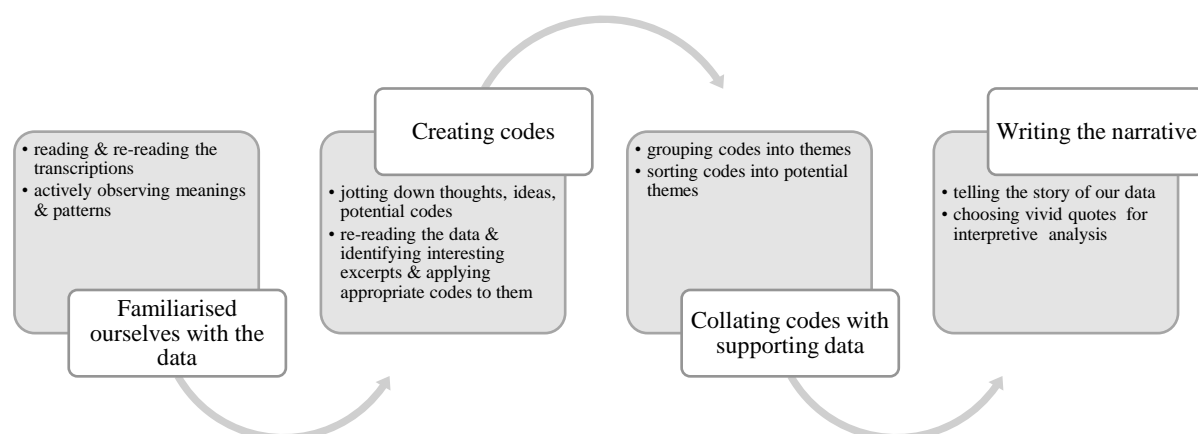 • reading & re-reading the
transcriptions
• actively observing meanings
& patterns
Familiarised
ourselves with the
data
Creating codes
• jotting down thoughts, ideas,
potential codes
• re-reading the data &
identifying interesting
excerpts & applying
appropriate codes to them
• grouping codes into themes
• sorting codes into potential
themes
Collating codes with
supporting data
Writing the narrative
• telling the story of our data
• choosing vivid quotes for
interpretive analysis